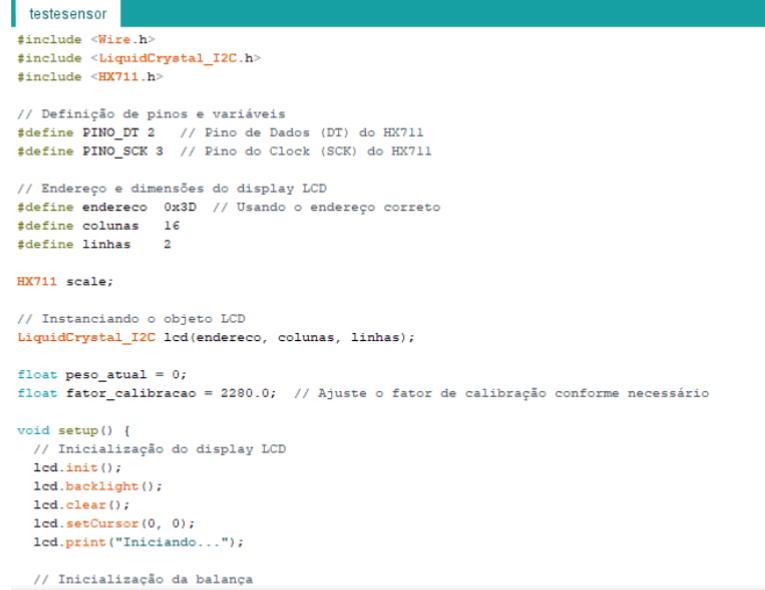 testesensor
#include <Wire.h>
#include <LiquidCrystal_I2C.h>
#include <HX711.h>
// Definição de pinos e variáveis
#define PINO_DT 2   // Pino de Dados (DT) do HX711
#define PINO_SCK 3  // Pino do Clock (SCK) do HX711
// Endereço e dimensões do display LCD
#define endereco  0x3D  // Usando o endereço correto
#define colunas   16
#define linhas    2
HX711 scale;
// Instanciando o objeto LCD
LiquidCrystal_I2C lcd(endereco, colunas, linhas);
float peso_atual = 0;
float fator_calibracao = 2280.0;  // Ajuste o fator de calibração conforme necessário
void setup() {
  // Inicialização do display LCD
  lcd.init();
  lcd.backlight();
  lcd.clear();
  lcd.setCursor(0, 0);
  lcd.print("Iniciando...");
  // Inicialização da balança